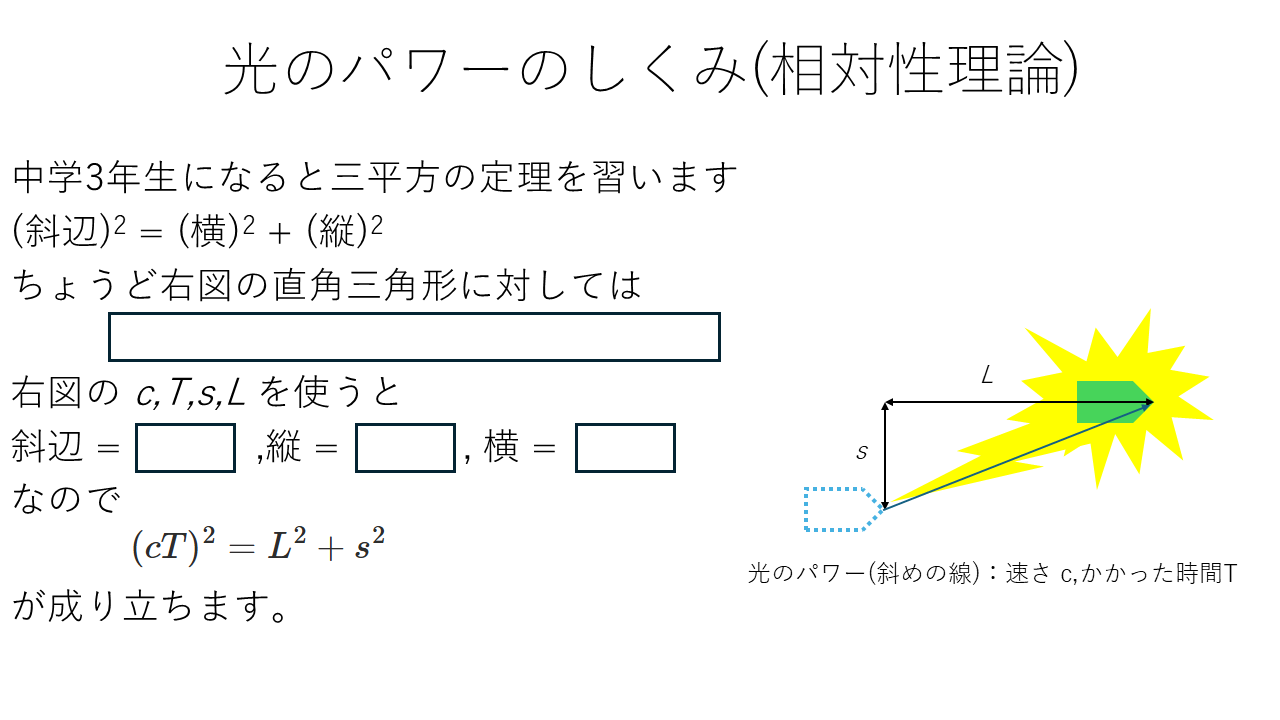 光のパワーのしくみ(相対性理論)
中学3年生になると三平方の定理を習います
(斜辺)² = (横)² + (縦)²
ちょうど右図の直角三角形に対しては
右図の c,T,s,L を使うと
斜辺 = ,縦 = , 横 =
なので
(cT)² = L² + s²
が成り立ちます。
L
s
光のパワー(斜めの線)：速さ c,かかった時間T